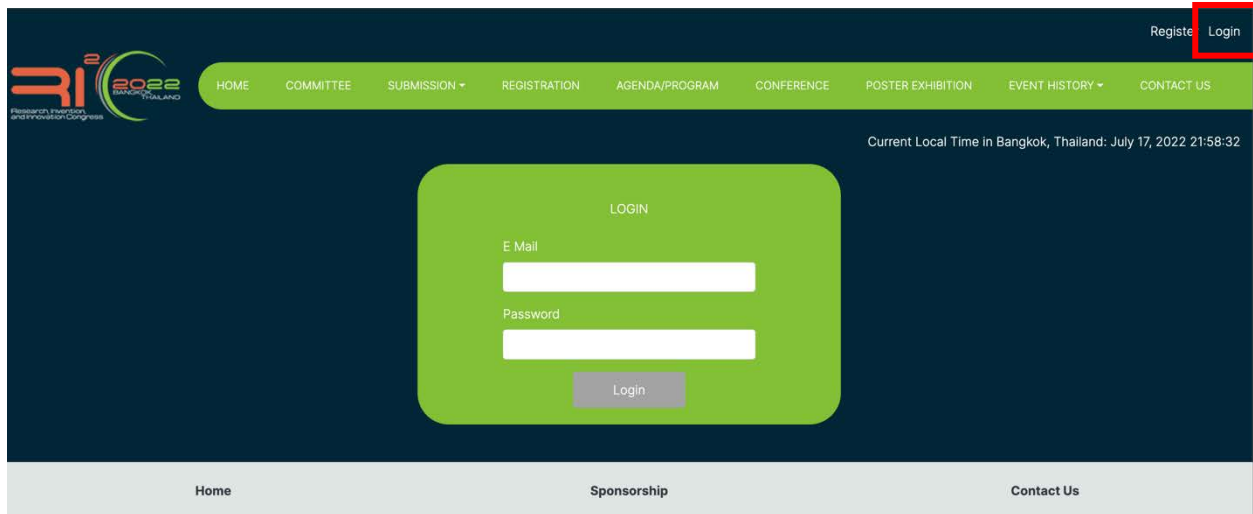 Register Login
RI²
2022
BANGKOK
THAILAND
Research, Invention,
and Innovation Congress
HOME COMMITTEE SUBMISSION REGISTRATION AGENDA/PROGRAM CONFERENCE POSTER EXHIBITION EVENT HISTORY CONTACT US
Current Local Time in Bangkok, Thailand: July 17, 2022 21:58:32
LOGIN
E Mail
Password
Login
Home Sponsorship Contact Us